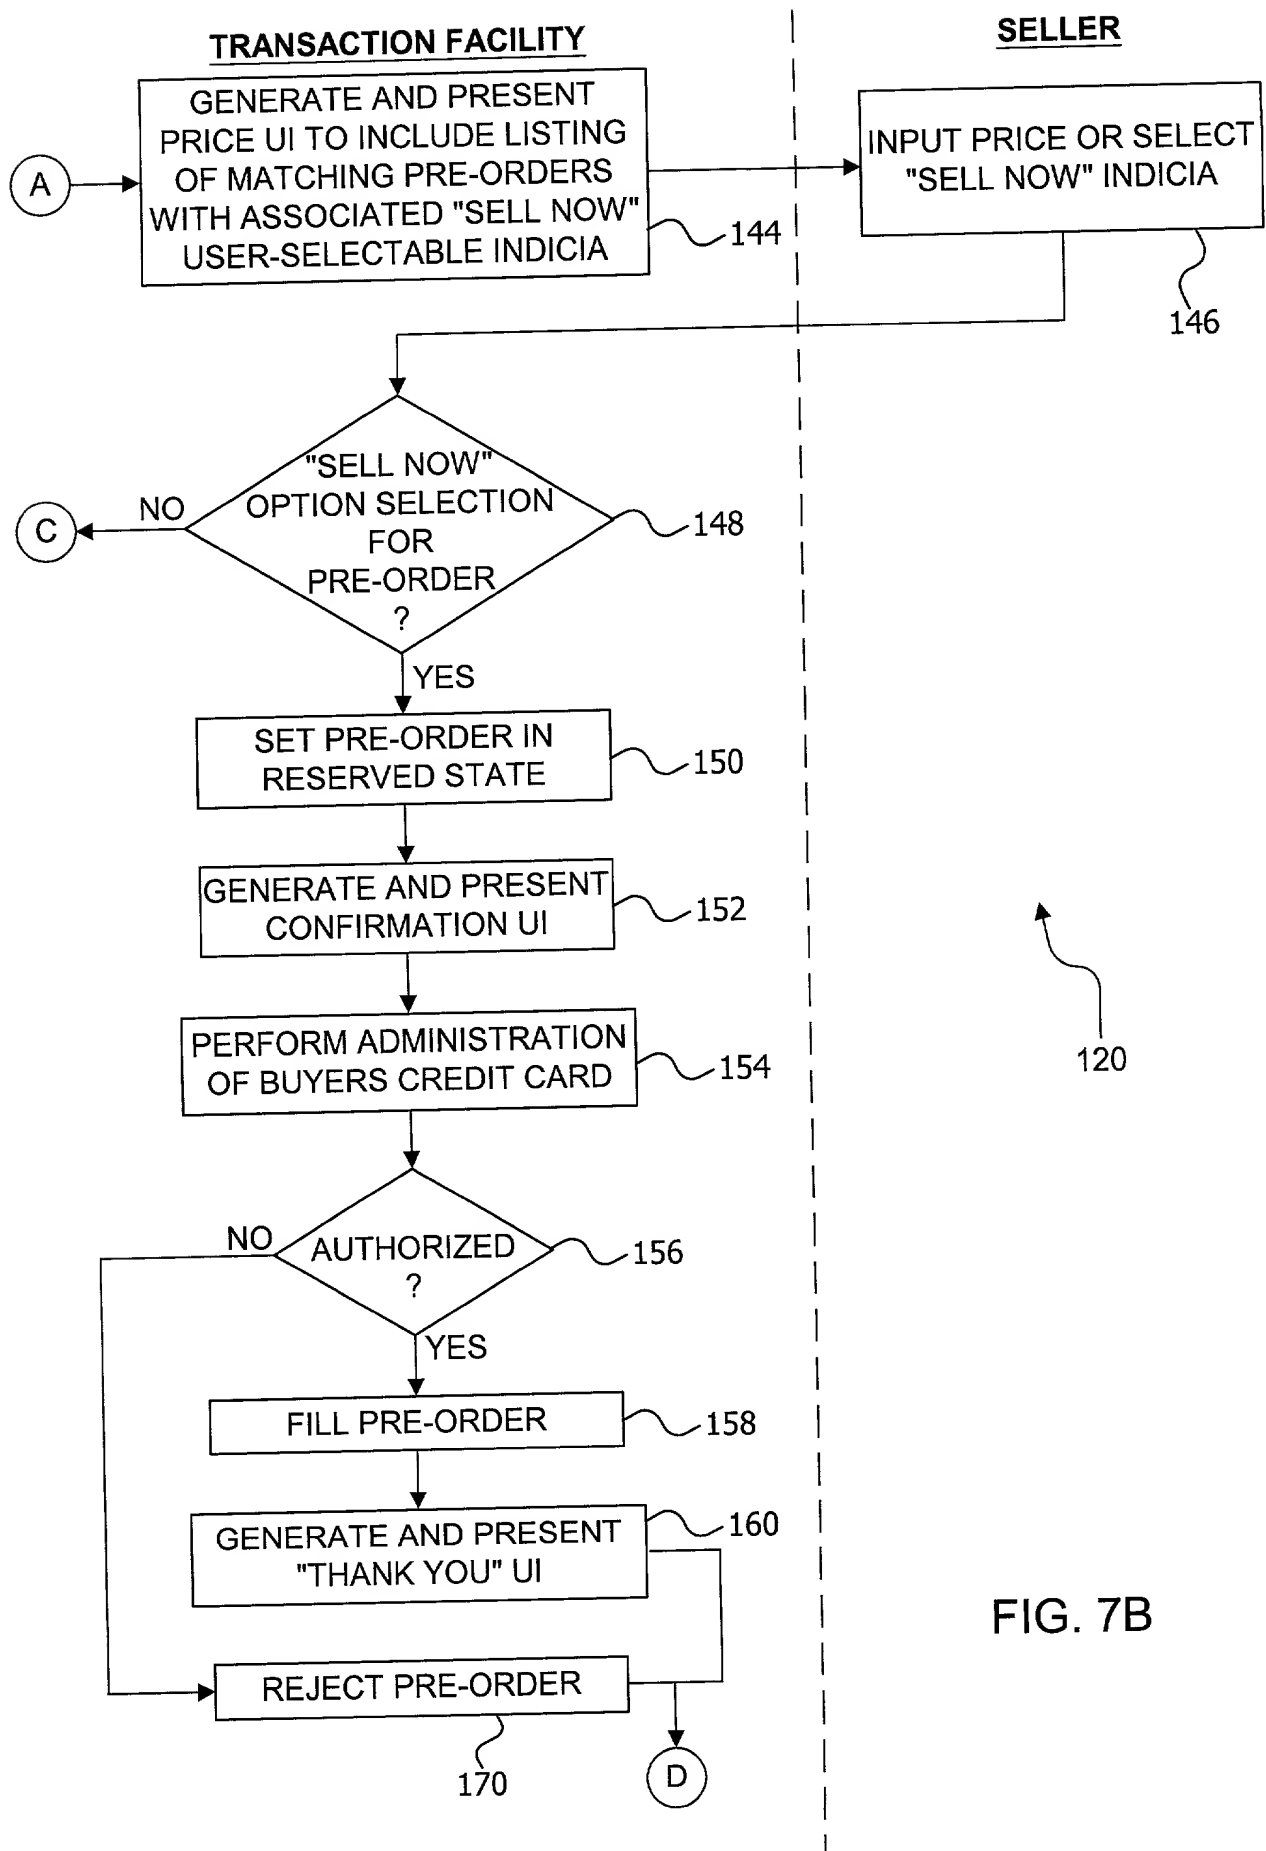 TRANSACTION FACILITY
SELLER
GENERATE AND PRESENT
PRICE UI TO INCLUDE LISTING
OF MATCHING PRE-ORDERS
WITH ASSOCIATED "SELL NOW"
USER-SELECTABLE INDICIA
A
144
INPUT PRICE OR SELECT
"SELL NOW" INDICIA
146
"SELL NOW"
OPTION SELECTION
FOR
PRE-ORDER
?
NO
C
148
YES
SET PRE-ORDER IN
RESERVED STATE
150
GENERATE AND PRESENT
CONFIRMATION UI
152
PERFORM ADMINISTRATION
OF BUYERS CREDIT CARD
154
120
NO
AUTHORIZED
?
156
YES
FILL PRE-ORDER
158
GENERATE AND PRESENT
"THANK YOU" UI
160
REJECT PRE-ORDER
170
D
FIG. 7B